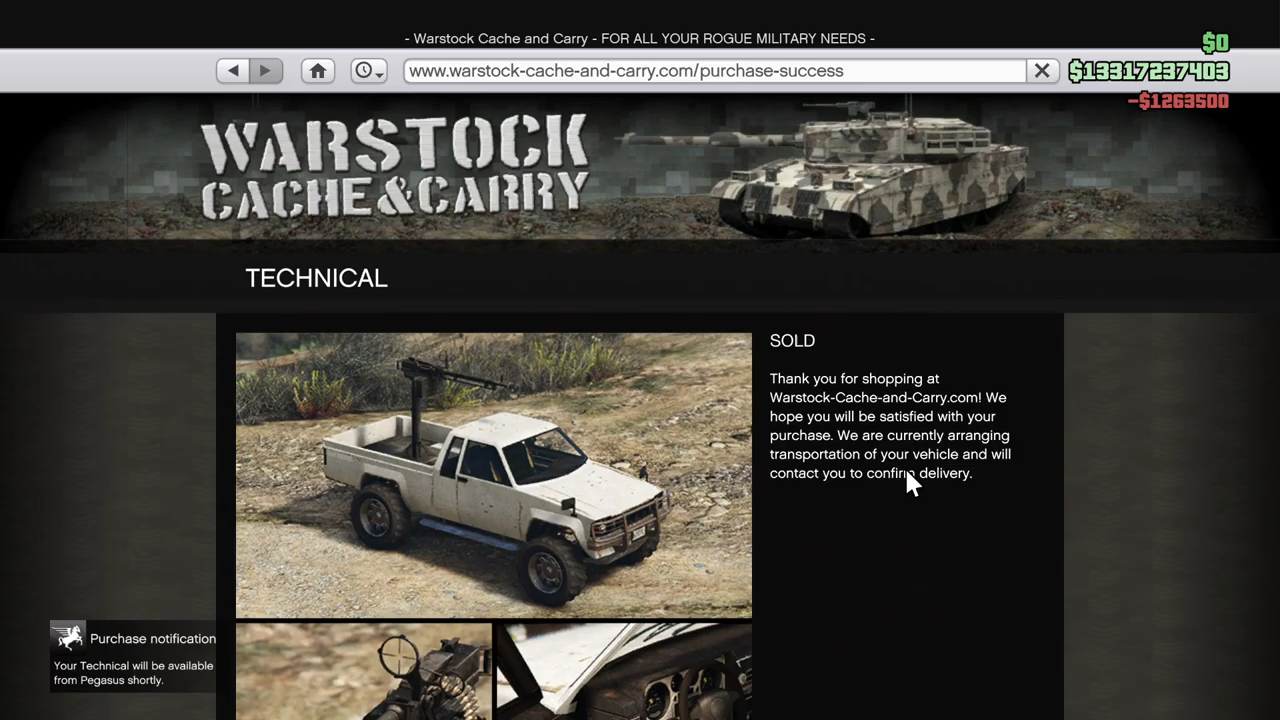 - Warstock Cache and Carry - FOR ALL YOUR ROGUE MILITARY NEEDS -
$0
www.warstock-cache-and-carry.com/purchase-success
$13317237403
-$1263500
WARSTOCK
CACHE&CARRY
TECHNICAL
SOLD
Thank you for shopping at
Warstock-Cache-and-Carry.com! We
hope you will be satisfied with your
purchase. We are currently arranging
transportation of your vehicle and will
contact you to confirm delivery.
Purchase notification
Your Technical will be available
from Pegasus shortly.